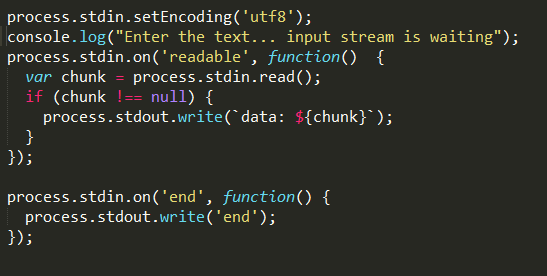 process.stdin.setEncoding('utf8');
console.log("Enter the text... input stream is waiting");
process.stdin.on('readable', function()  {
  var chunk = process.stdin.read();
  if (chunk !== null) {
    process.stdout.write(`data: ${chunk}`);
  }
});

process.stdin.on('end', function() {
  process.stdout.write('end');
});